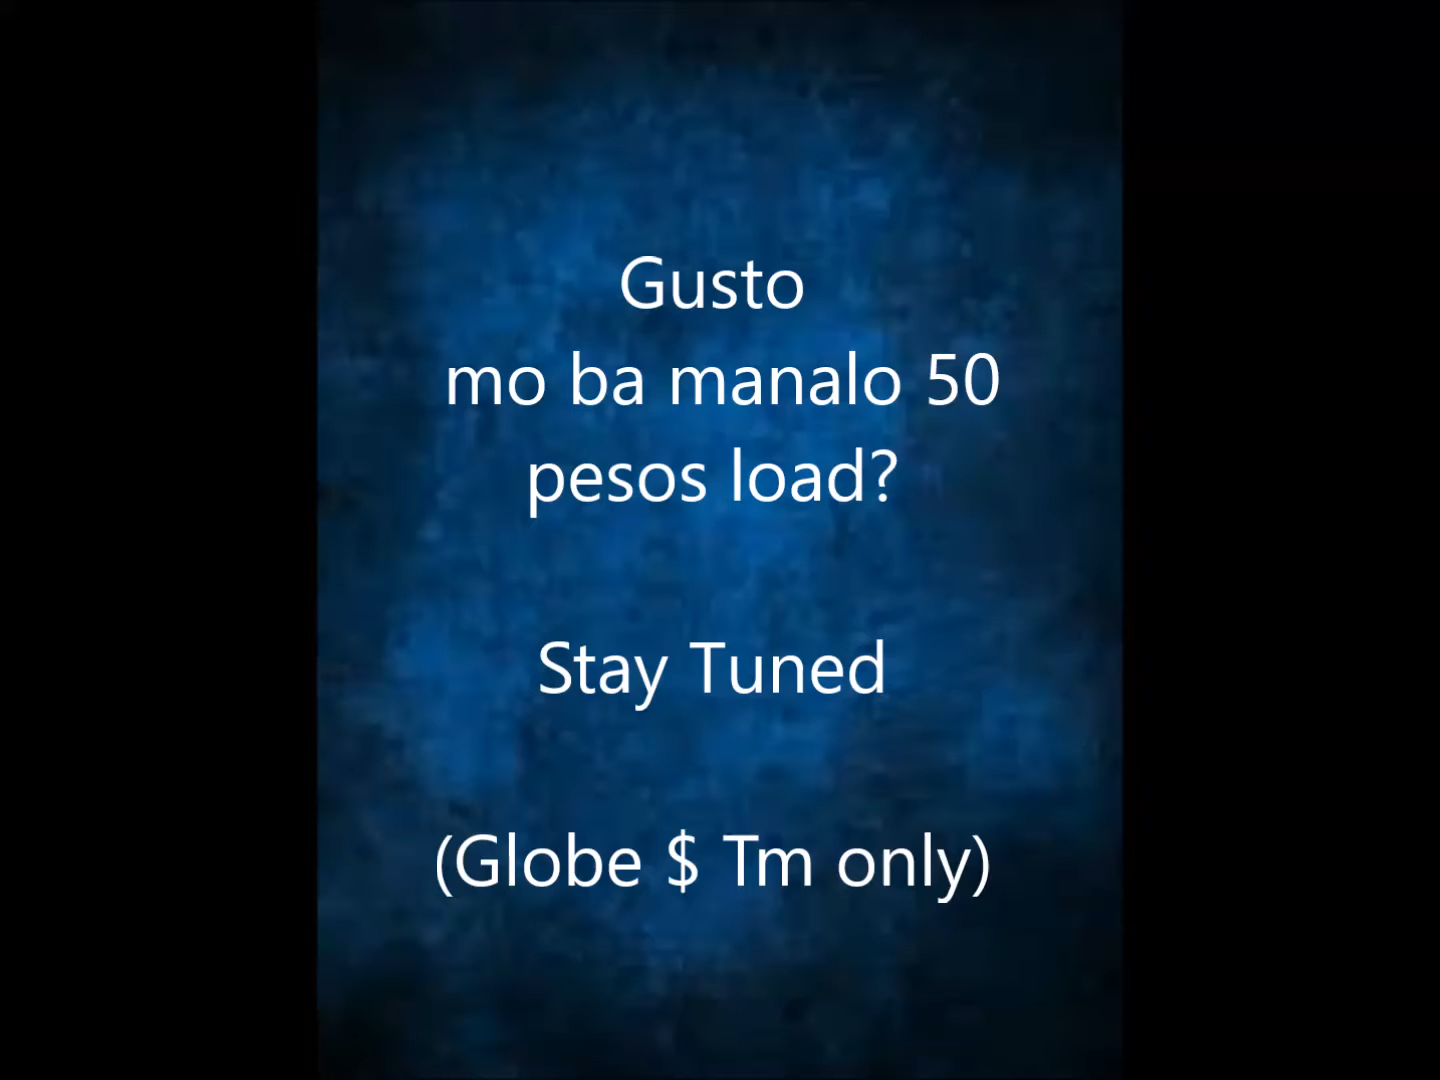 Gusto
mo ba manalo 50
pesos load?
Stay Tuned
(Globe $ Tm only)